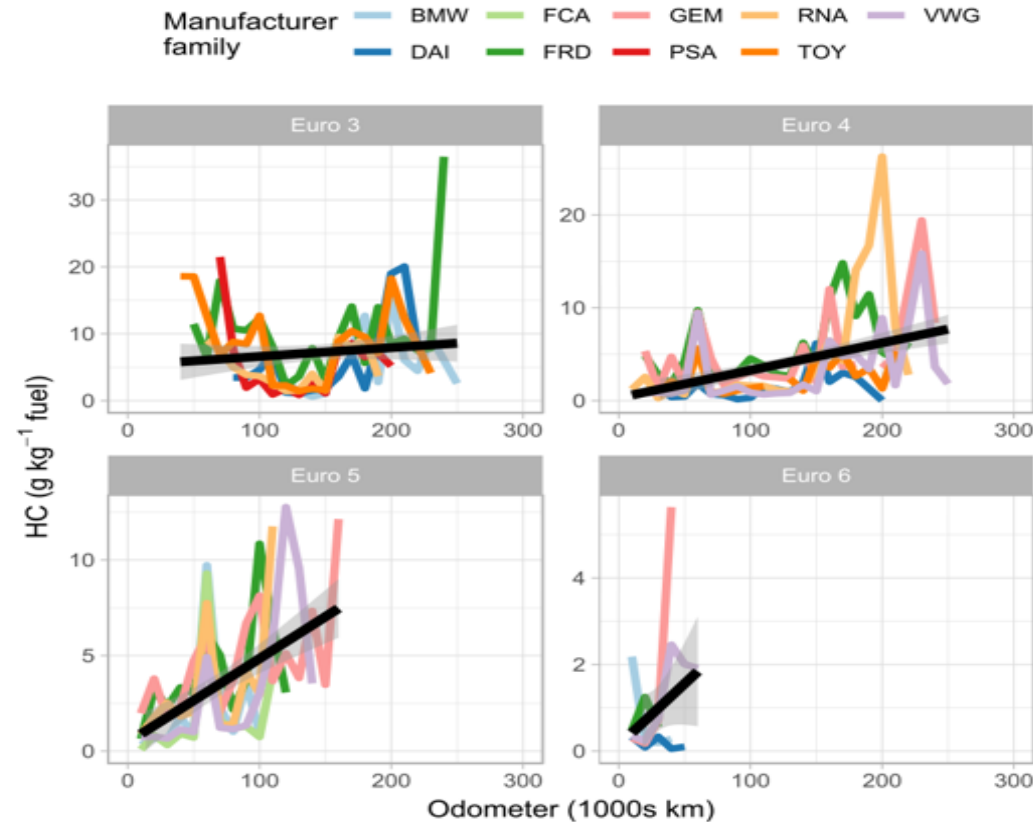 Manufacturer family
BMW FCA GEM RNA VWG
DAI FRD PSA TOY
Euro 3 Euro 4
30
20
10
0
20
10
0
0 100 200 300 0 100 200 300
HC (g kg⁻¹ fuel)
Euro 5 Euro 6
10
5
0
4
2
0
0 100 200 300 0 100 200 300
Odometer (1000s km)